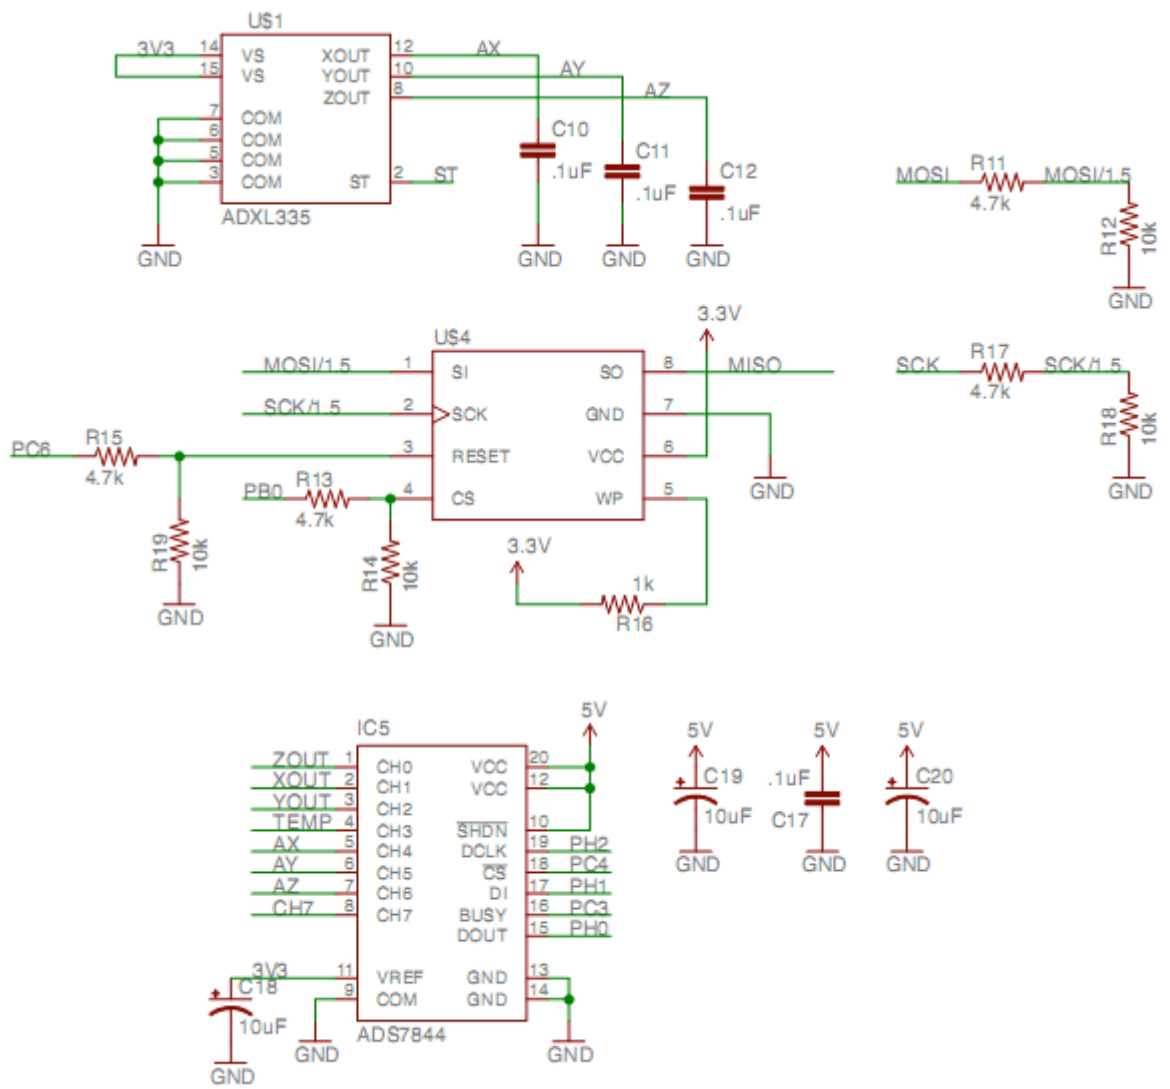 U$1
3V3 14 VS XOUT 12 AX
15 VS YOUT 10 AY
ZOUT 8 AZ
7 COM
6 COM
5 COM
3 COM ST 2 ST
ADXL335
GND
C10
.1uF
GND
C11
.1uF
GND
C12
.1uF
GND
MOSI R11 MOSI/1.5
4.7k
R12
10k
GND
U$4
3.3V
MOSI/1.5 1 SI SO 8 MISO
SCK/1.5 2 SCK GND 7
PC6 R15 3 RESET VCC 6
4.7k
PB0 R13 4 CS WP 5
4.7k
GND
R19
10k
GND
R14
10k
GND
3.3V
1k
R16
SCK R17 SCK/1.5
4.7k
R18
10k
GND
IC5
5V
ZOUT 1 CH0 VCC 20
XOUT 2 CH1 VCC 12
YOUT 3 CH2
TEMP 4 CH3 SHDN 10
AX 5 CH4 DCLK 19 PH2
AY 6 CH5 CS 18 PC4
AZ 7 CH6 DI 17 PH1
CH7 8 CH7 BUSY 16 PC3
DOUT 15 PH0
3V3 11 VREF GND 13
9 COM GND 14
ADS7844
C18
10uF
GND
GND
GND
5V
C19
10uF
GND
5V
.1uF
C17
GND
5V
C20
10uF
GND